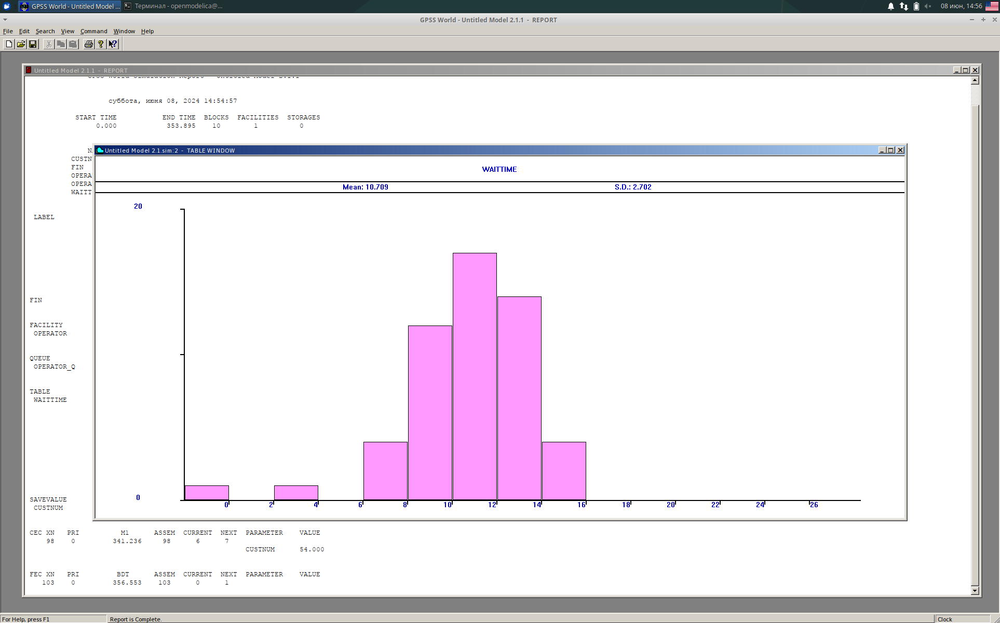 GPSS World - Untitled Model ...
Терминал - openmodelica@...
08 июн, 14:56
GPSS World - Untitled Model 2.1.1 - REPORT
File Edit Search View Command Window Help
Untitled Model 2.1.1 - REPORT
суббота, июня 08, 2024 14:54:57
START TIME END TIME BLOCKS FACILITIES STORAGES
0.000 353.895 10 1 0
Untitled Model 2.1.sim:2 - TABLE WINDOW
CUSTN
FIN
OPERA
OPERA
WAITT
WAITTIME
Mean: 10.709 S.D.: 2.702
20
0
0 2 4 6 8 10 12 14 16 18 20 22 24 26
LABEL
FIN
FACILITY
OPERATOR
QUEUE
OPERATOR_Q
TABLE
WAITTIME
SAVEVALUE
CUSTNUM
CEC XN PRI M1 ASSEM CURRENT NEXT PARAMETER VALUE
98 0 341.236 98 6 7
CUSTNUM 54.000
FEC XN PRI BDT ASSEM CURRENT NEXT PARAMETER VALUE
103 0 356.553 103 0 1
For Help, press F1
Report is Complete.
Clock